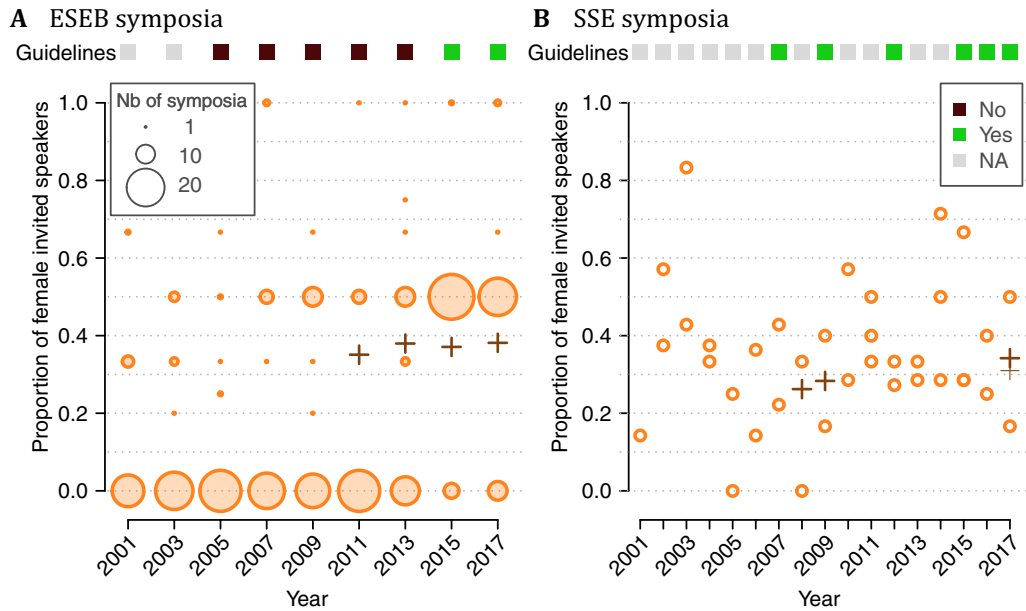 A ESEB symposia
Guidelines
Nb of symposia
1
10
20
1.0
0.8
0.6
0.4
0.2
0.0
Proportion of female invited speakers
2001
2003
2005
2007
2009
2011
2013
2015
2017
Year
B SSE symposia
Guidelines
No
Yes
NA
1.0
0.8
0.6
0.4
0.2
0.0
Proportion of female invited speakers
2001
2003
2005
2007
2009
2011
2013
2015
2017
Year